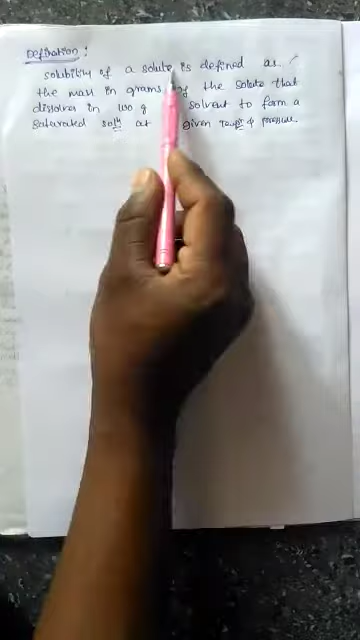 Definition :
solubility of a solute is defined as
the mass in grams of the solute that
dissolves in 100 g solvent to form a
saturated solⁿ at given temp & pressure.